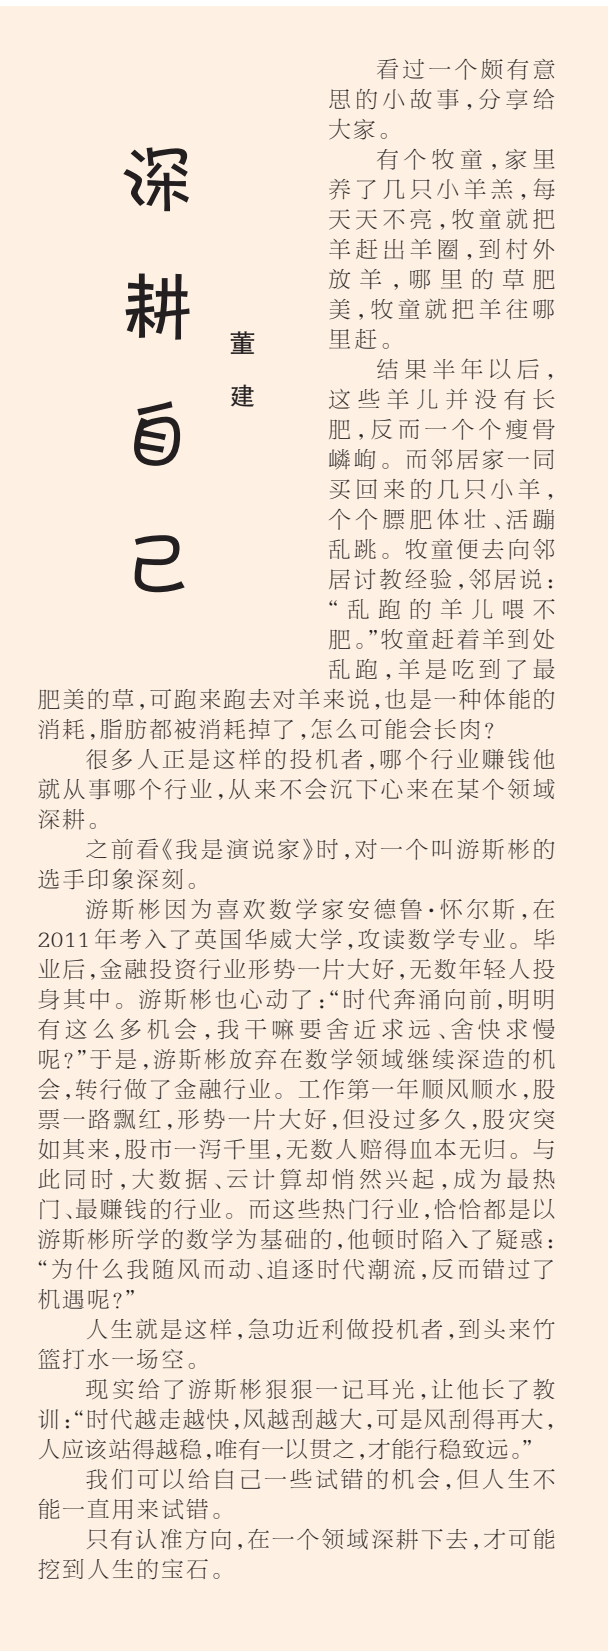 深耕自己
董建
看过一个颇有意
思的小故事,分享给
大家。
有个牧童,家里
养了几只小羊羔,每
天天不亮,牧童就把
羊赶出羊圈,到村外
放羊,哪里的草肥
美,牧童就把羊往哪
里赶。
结果半年以后,
这些羊儿并没有长
肥,反而一个个瘦骨
嶙峋。而邻居家一同
买回来的几只小羊,
个个膘肥体壮、活蹦
乱跳。牧童便去向邻
居讨教经验,邻居说:
“乱跑的羊儿喂不
肥。”牧童赶着羊到处
乱跑,羊是吃到了最
肥美的草,可跑来跑去对羊来说,也是一种体能的
消耗,脂肪都被消耗掉了,怎么可能会长肉?
很多人正是这样的投机者,哪个行业赚钱他
就从事哪个行业,从来不会沉下心来在某个领域
深耕。
之前看《我是演说家》时,对一个叫游斯彬的
选手印象深刻。
游斯彬因为喜欢数学家安德鲁·怀尔斯,在
2011年考入了英国华威大学,攻读数学专业。毕
业后,金融投资行业形势一片大好,无数年轻人投
身其中。游斯彬也心动了:“时代奔涌向前,明明
有这么多机会,我干嘛要舍近求远、舍快求慢
呢?”于是,游斯彬放弃在数学领域继续深造的机
会,转行做了金融行业。工作第一年顺风顺水,股
票一路飘红,形势一片大好,但没过多久,股灾突
如其来,股市一泻千里,无数人赔得血本无归。与
此同时,大数据、云计算却悄然兴起,成为最热
门、最赚钱的行业。而这些热门行业,恰恰都是以
游斯彬所学的数学为基础的,他顿时陷入了疑惑:
“为什么我随风而动、追逐时代潮流,反而错过了
机遇呢?”
人生就是这样,急功近利做投机者,到头来竹
篮打水一场空。
现实给了游斯彬狠狠一记耳光,让他长了教
训:“时代越走越快,风越刮越大,可是风刮得再大,
人应该站得越稳,唯有一以贯之,才能行稳致远。”
我们可以给自己一些试错的机会,但人生不
能一直用来试错。
只有认准方向,在一个领域深耕下去,才可能
挖到人生的宝石。